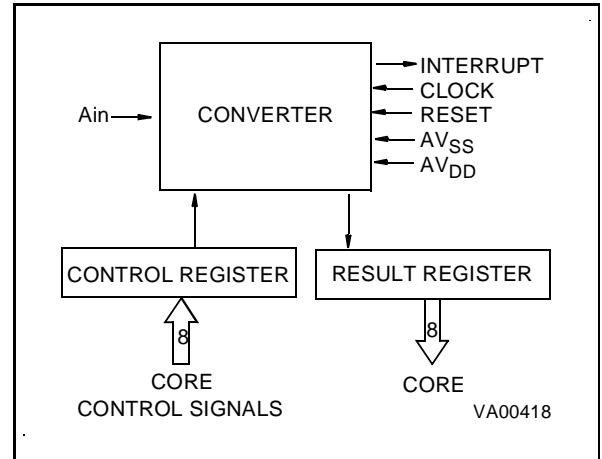 INTERRUPT
CLOCK
Ain
CONVERTER
RESET
AVSS
AVDD
CONTROL REGISTER
RESULT REGISTER
8
8
CORE
CONTROL SIGNALS
CORE
VA00418